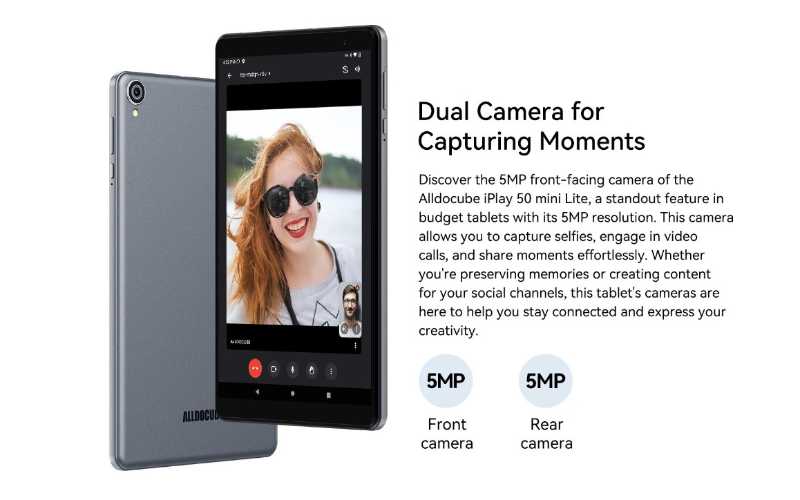 Dual Camera for
Capturing Moments
Discover the 5MP front-facing camera of the
Alldocube iPlay 50 mini Lite, a standout feature in
budget tablets with its 5MP resolution. This camera
allows you to capture selfies, engage in video
calls, and share moments effortlessly. Whether
you're preserving memories or creating content
for your social channels, this tablet's cameras are
here to help you stay connected and express your
creativity.
5MP
5MP
Front
camera
Rear
camera
ALLDOCUB